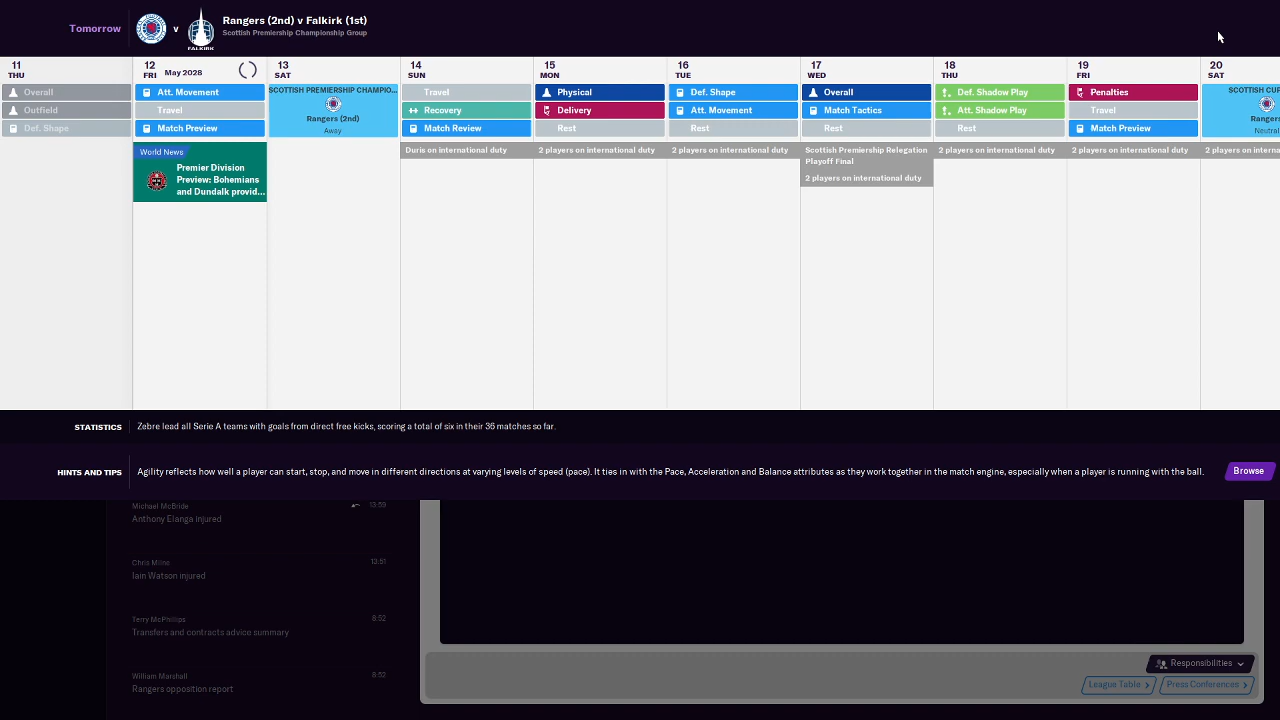 Tomorrow
v
Rangers (2nd) v Falkirk (1st)
Scottish Premiership Championship Group
FALKIRK
11
THU
12
FRI
May 2028
13
SAT
14
SUN
15
MON
16
TUE
17
WED
18
THU
19
FRI
20
SAT
Overall
Outfield
Def. Shape
Att. Movement
Travel
Match Preview
SCOTTISH PREMIERSHIP CHAMPIO...
Rangers (2nd)
Away
Travel
Recovery
Match Review
Physical
Delivery
Rest
Def. Shape
Att. Movement
Rest
Overall
Match Tactics
Rest
Def. Shadow Play
Att. Shadow Play
Rest
Penalties
Travel
Match Preview
SCOTTISH CUP
Rangers
Neutral
World News
Premier Division
Preview: Bohemians
and Dundalk provid...
Duris on international duty
2 players on international duty
2 players on international duty
Scottish Premiership Relegation
Playoff Final
2 players on international duty
2 players on international duty
2 players on international duty
2 players on interna
STATISTICS
Zebre lead all Serie A teams with goals from direct free kicks, scoring a total of six in their 36 matches so far.
HINTS AND TIPS
Agility reflects how well a player can start, stop, and move in different directions at varying levels of speed (pace). It ties in with the Pace, Acceleration and Balance attributes as they work together in the match engine, especially when a player is running with the ball.
Browse
Michael McBride
13:59
Anthony Elanga injured
Chris Milne
13:51
Iain Watson injured
Terry McPhillips
8:52
Transfers and contracts advice summary
William Marshall
8:52
Rangers opposition report
Responsibilities
League Table
Press Conferences